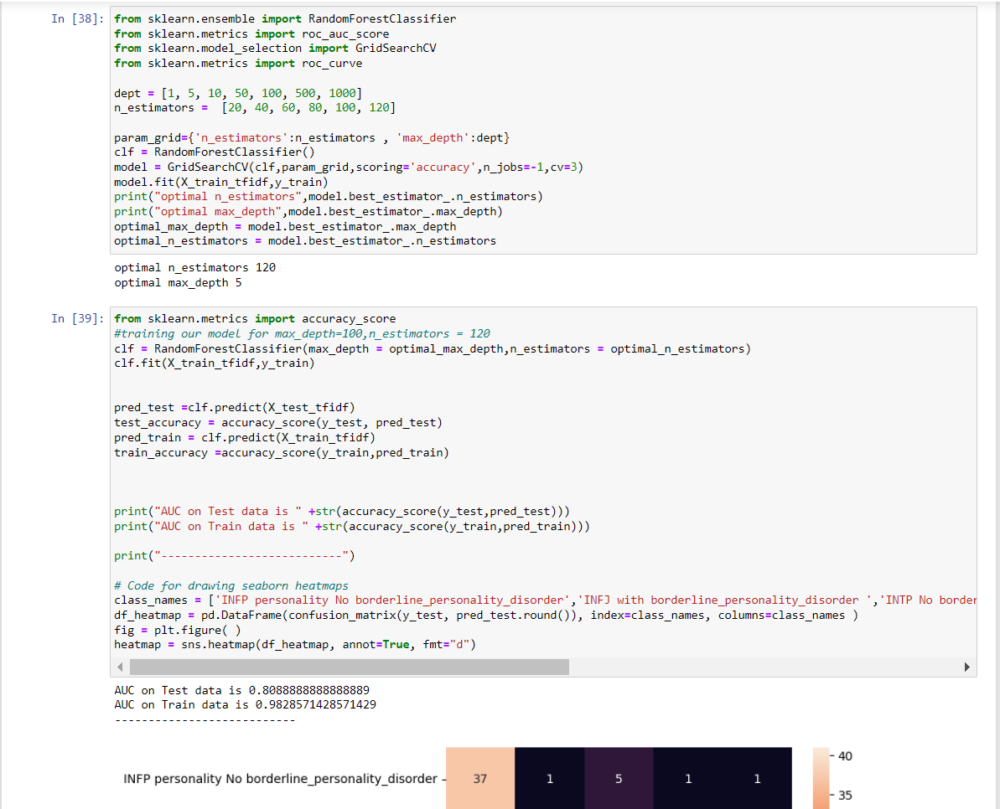 In [38]:
from sklearn.ensemble import RandomForestClassifier
from sklearn.metrics import roc_auc_score
from sklearn.model_selection import GridSearchCV
from sklearn.metrics import roc_curve
dept = [1, 5, 10, 50, 100, 500, 1000]
n_estimators =  [20, 40, 60, 80, 100, 120]
param_grid={'n_estimators':n_estimators , 'max_depth':dept}
clf = RandomForestClassifier()
model = GridSearchCV(clf,param_grid,scoring='accuracy',n_jobs=-1,cv=3)
model.fit(X_train_tfidf,y_train)
print("optimal n_estimators",model.best_estimator_.n_estimators)
print("optimal max_depth",model.best_estimator_.max_depth)
optimal_max_depth = model.best_estimator_.max_depth
optimal_n_estimators = model.best_estimator_.n_estimators
optimal n_estimators 120
optimal max_depth 5
In [39]:
from sklearn.metrics import accuracy_score
#training our model for max_depth=100,n_estimators = 120
clf = RandomForestClassifier(max_depth = optimal_max_depth,n_estimators = optimal_n_estimators)
clf.fit(X_train_tfidf,y_train)
pred_test =clf.predict(X_test_tfidf)
test_accuracy = accuracy_score(y_test, pred_test)
pred_train = clf.predict(X_train_tfidf)
train_accuracy =accuracy_score(y_train,pred_train)
print("AUC on Test data is " +str(accuracy_score(y_test,pred_test)))
print("AUC on Train data is " +str(accuracy_score(y_train,pred_train)))
print("---------------------------")
# Code for drawing seaborn heatmaps
class_names = ['INFP personality No borderline_personality_disorder','INFJ with borderline_personality_disorder ','INTP No border
df_heatmap = pd.DataFrame(confusion_matrix(y_test, pred_test.round()), index=class_names, columns=class_names )
fig = plt.figure( )
heatmap = sns.heatmap(df_heatmap, annot=True, fmt="d")
AUC on Test data is 0.8088888888888889
AUC on Train data is 0.9828571428571429
---------------------------
INFP personality No borderline_personality_disorder
37 1 5 1 1
40
35